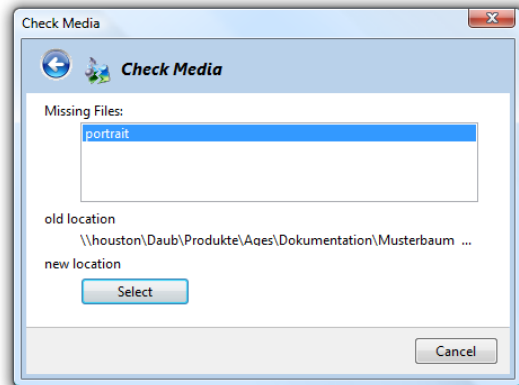 Check Media
Check Media
Missing Files:
portrait
old location
\\houston\Daub\Produkte\Ages\Dokumentation\Musterbaum ...
new location
Select
Cancel